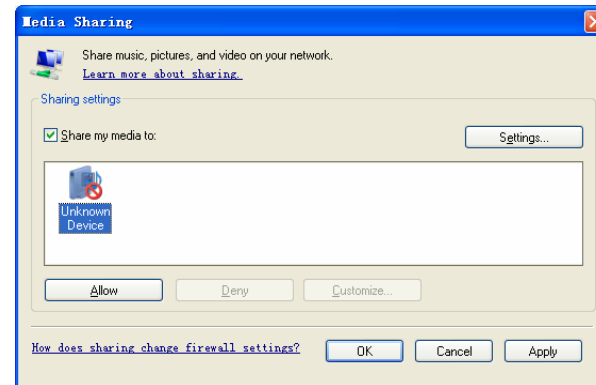 Media Sharing
Share music, pictures, and video on your network.
Learn more about sharing.
Sharing settings
Share my media to:
Settings...
Unknown
Device
Allow
Deny
Customize...
How does sharing change firewall settings?
OK
Cancel
Apply